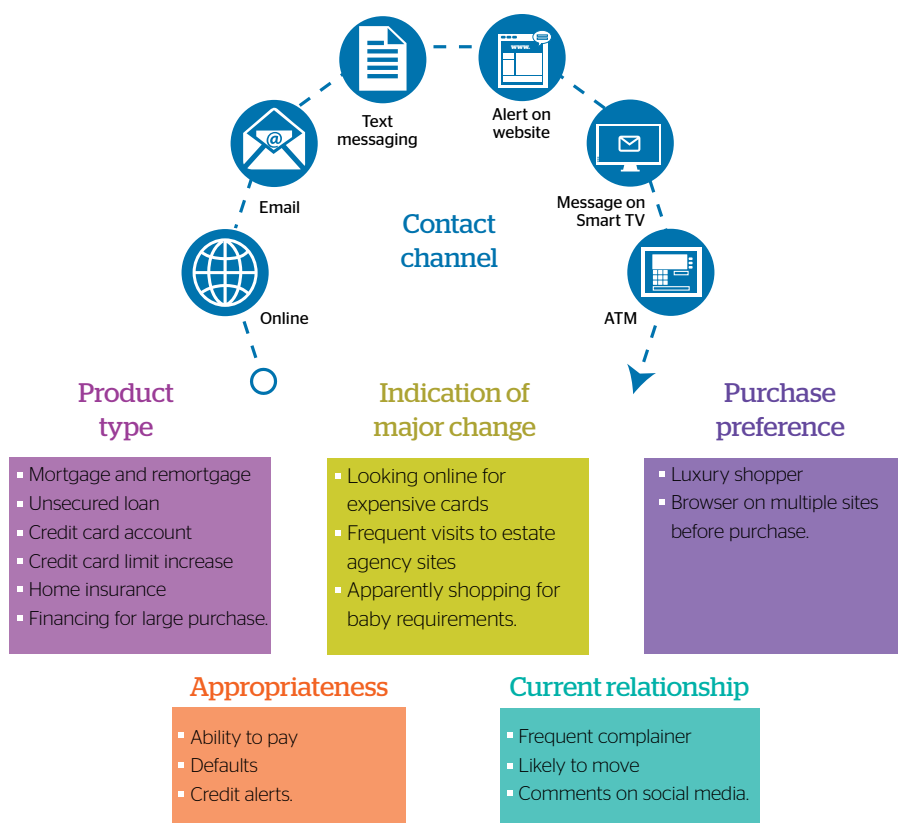 Text
messaging
Alert on
website
www.
@
Email
Message on
Smart TV
Contact
channel
Online
ATM
Product
type
Mortgage and remortgage
Unsecured loan
Credit card account
Credit card limit increase
Home insurance
Financing for large purchase.
Indication of
major change
Looking online for
expensive cards
Frequent visits to estate
agency sites
Apparently shopping for
baby requirements.
Purchase
preference
Luxury shopper
Browser on multiple sites
before purchase.
Appropriateness
Ability to pay
Defaults
Credit alerts.
Current relationship
Frequent complainer
Likely to move
Comments on social media.